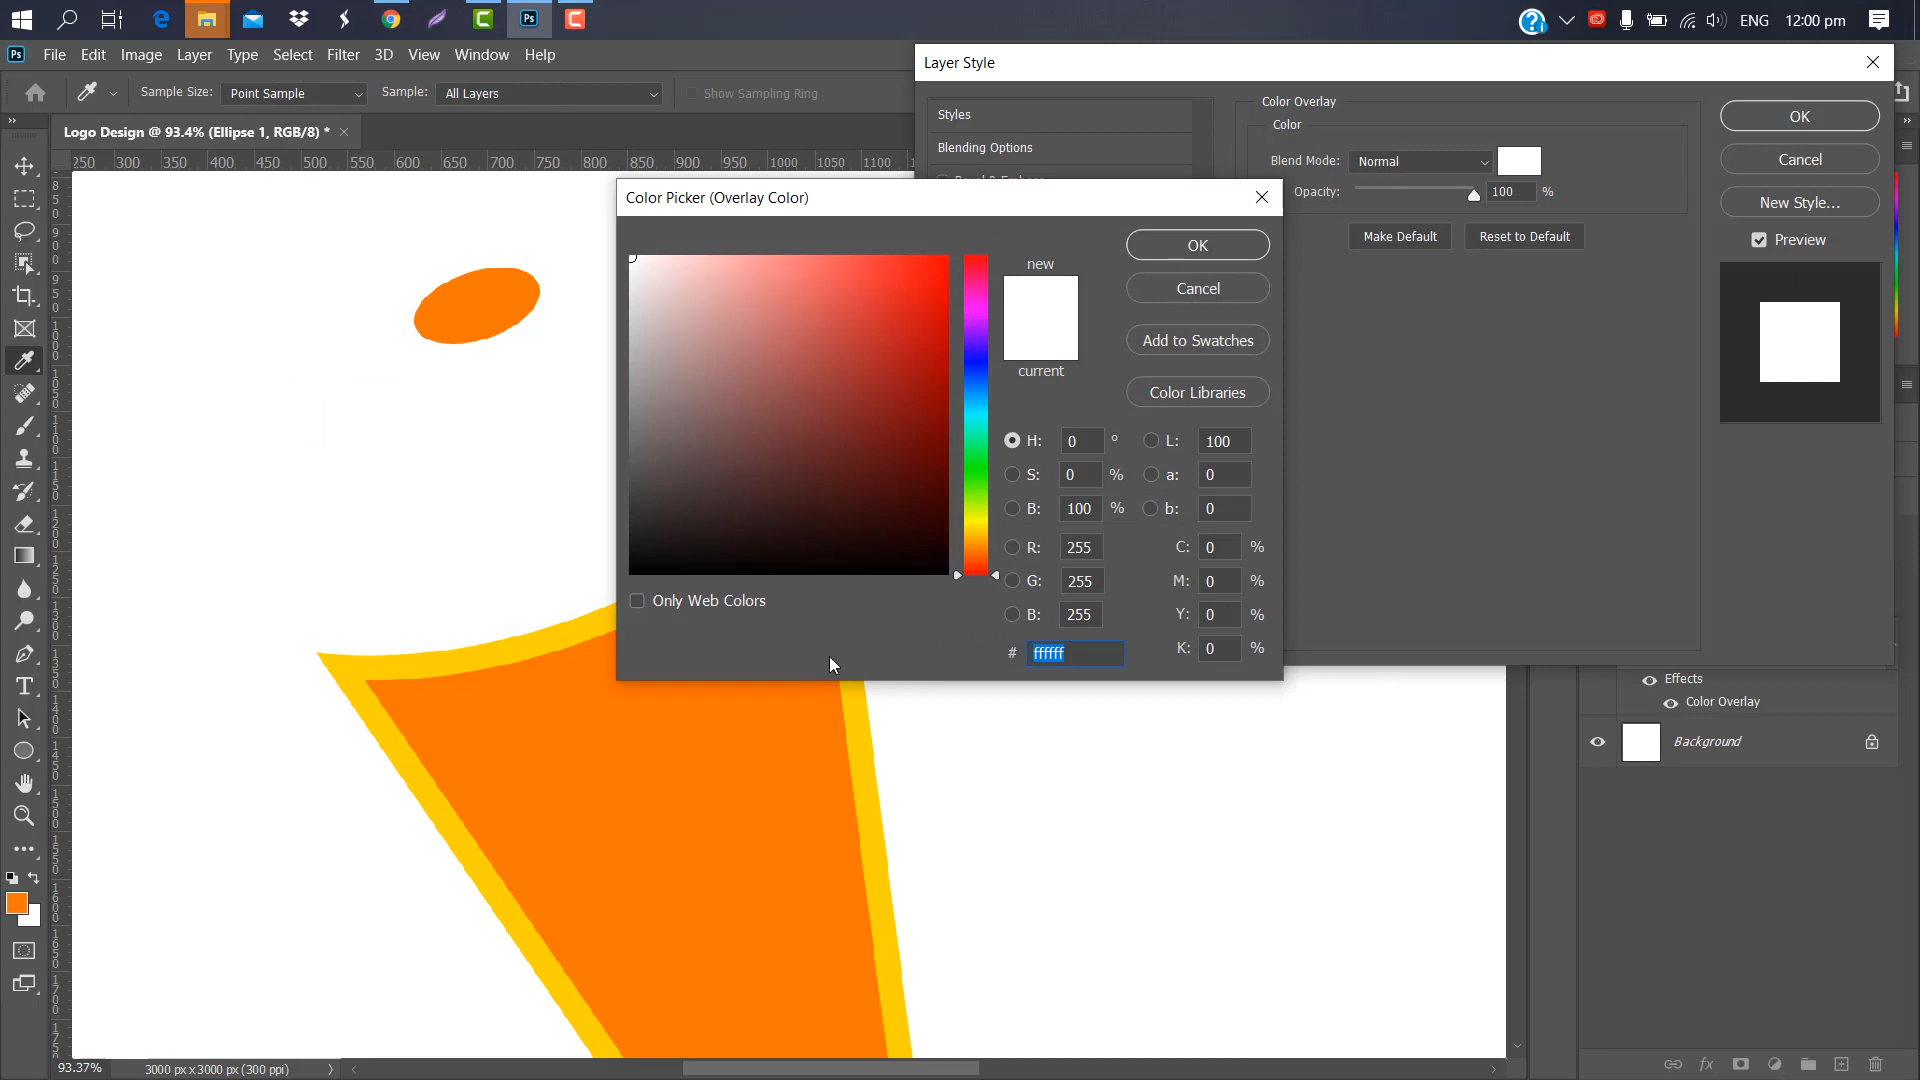 ENG
12:00 pm
Ps
File
Edit
Image
Layer
Type
Select
Filter
3D
View
Window
Help
Layer Style
Sample Size:
Point Sample
Sample:
All Layers
Show Sampling Ring
Logo Design @ 93.4% (Ellipse 1, RGB/8) *
250 300 350 400 450 500 550 600 650 700 750 800 850 900 950 1000 1050 1100
Styles
Blending Options
Color Overlay
Color
Blend Mode:
Normal
Opacity:
100
%
Make Default
Reset to Default
OK
Cancel
New Style...
Preview
Color Picker (Overlay Color)
OK
Cancel
Add to Swatches
Color Libraries
new
current
H: 0 °
S: 0 %
B: 100 %
R: 255
G: 255
B: 255
# ffffff
L: 100
a: 0
b: 0
C: 0 %
M: 0 %
Y: 0 %
K: 0 %
Only Web Colors
Effects
Color Overlay
Background
93.37%
3000 px x 3000 px (300 ppi)
fx